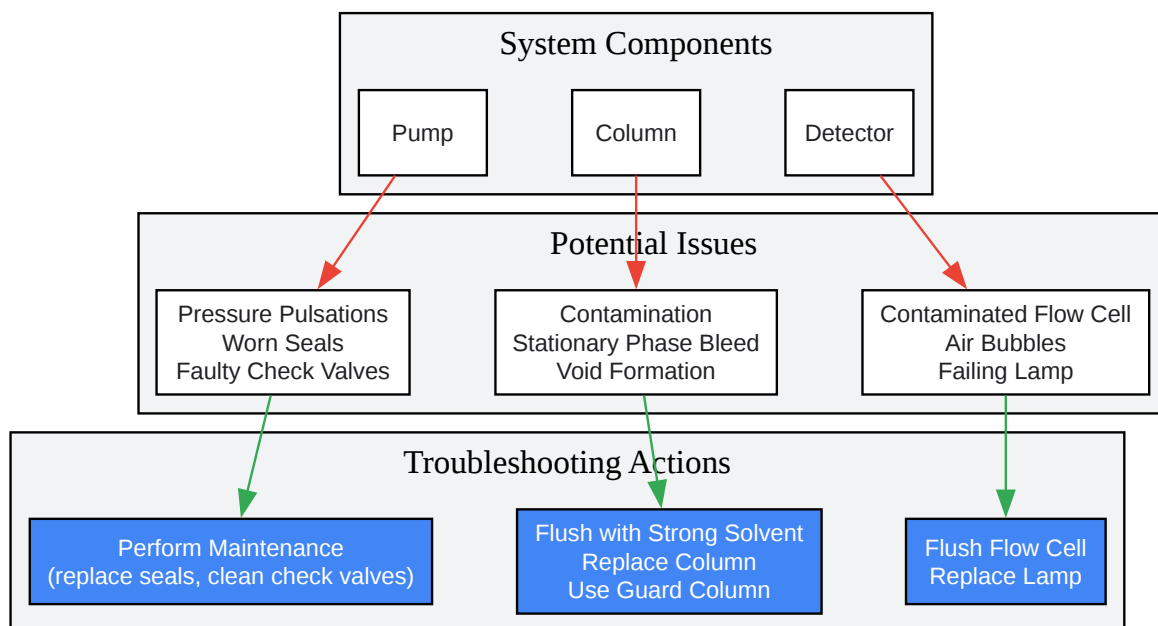 System Components
Pump
Column
Detector
Potential Issues
Pressure Pulsations
Worn Seals
Faulty Check Valves
Contamination
Stationary Phase Bleed
Void Formation
Contaminated Flow Cell
Air Bubbles
Failing Lamp
Troubleshooting Actions
Perform Maintenance
(replace seals, clean check valves)
Flush with Strong Solvent
Replace Column
Use Guard Column
Flush Flow Cell
Replace Lamp